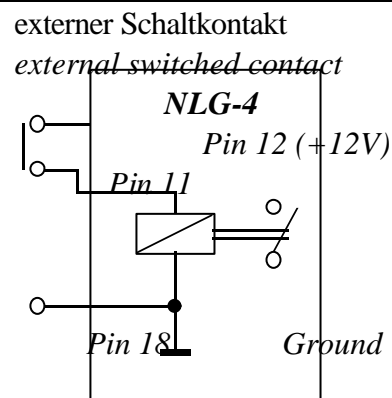 externer Schaltkontakt
external switched contact
NLG-4
Pin 12 (+12V)
Pin 11
Pin 18
Ground